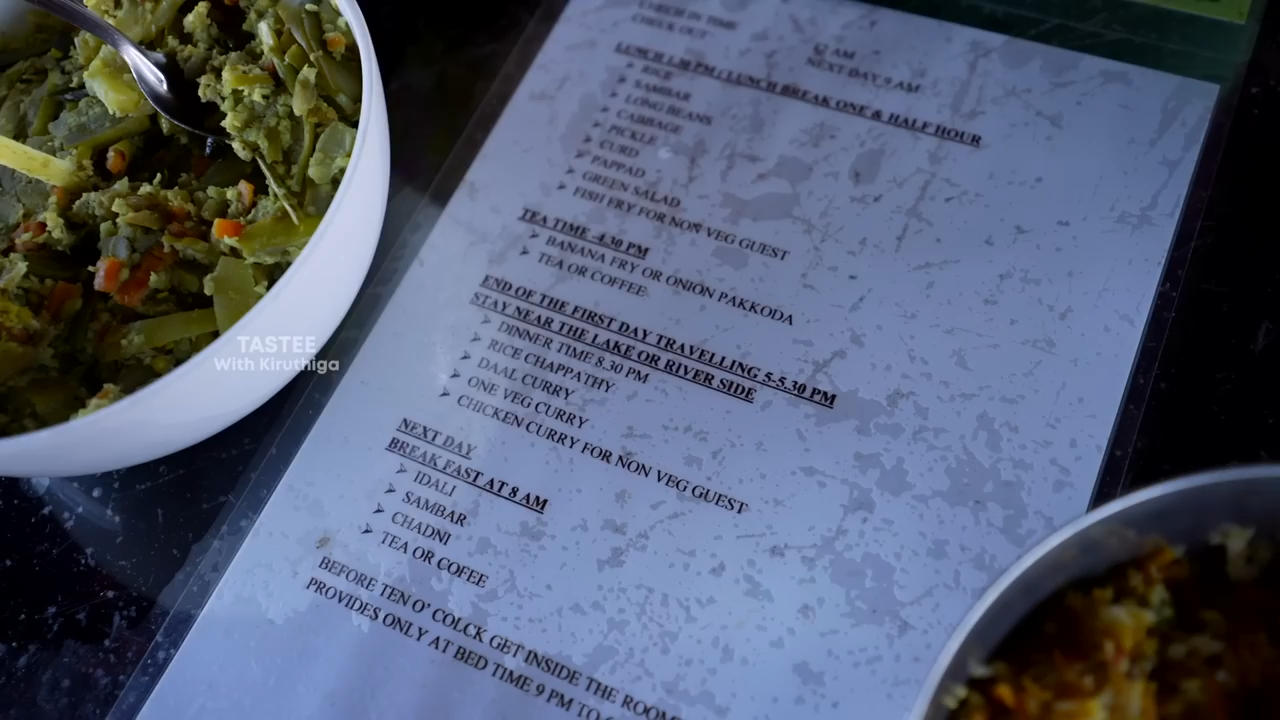 CHECK IN TIME
12 AM
CHECK OUT
NEXT DAY 9 AM
LUNCH 1.30 PM / LUNCH BREAK ONE & HALF HOUR
➢ RICE
➢ SAMBAR
➢ LONG BEANS
➢ CABBAGE
➢ PICKLE
➢ CURD
➢ PAPPAD
➢ GREEN SALAD
➢ FISH FRY FOR NON VEG GUEST
TEA TIME -4.30 PM
➢ BANANA FRY OR ONION PAKKODA
➢ TEA OR COFFEE
END OF THE FIRST DAY TRAVELLING 5-5.30 PM
STAY NEAR THE LAKE OR RIVER SIDE
➢ DINNER TIME 8.30 PM
➢ RICE CHAPPATHY
➢ DAAL CURRY
➢ ONE VEG CURRY
➢ CHICKEN CURRY FOR NON VEG GUEST
NEXT DAY
BREAK FAST AT 8 AM
➢ IDALI
➢ SAMBAR
➢ CHADNI
➢ TEA OR COFEE
BEFORE TEN O' COLCK GET INSIDE THE ROOM
PROVIDES ONLY AT BED TIME 9 PM TO
TASTEE
With Kiruthiga